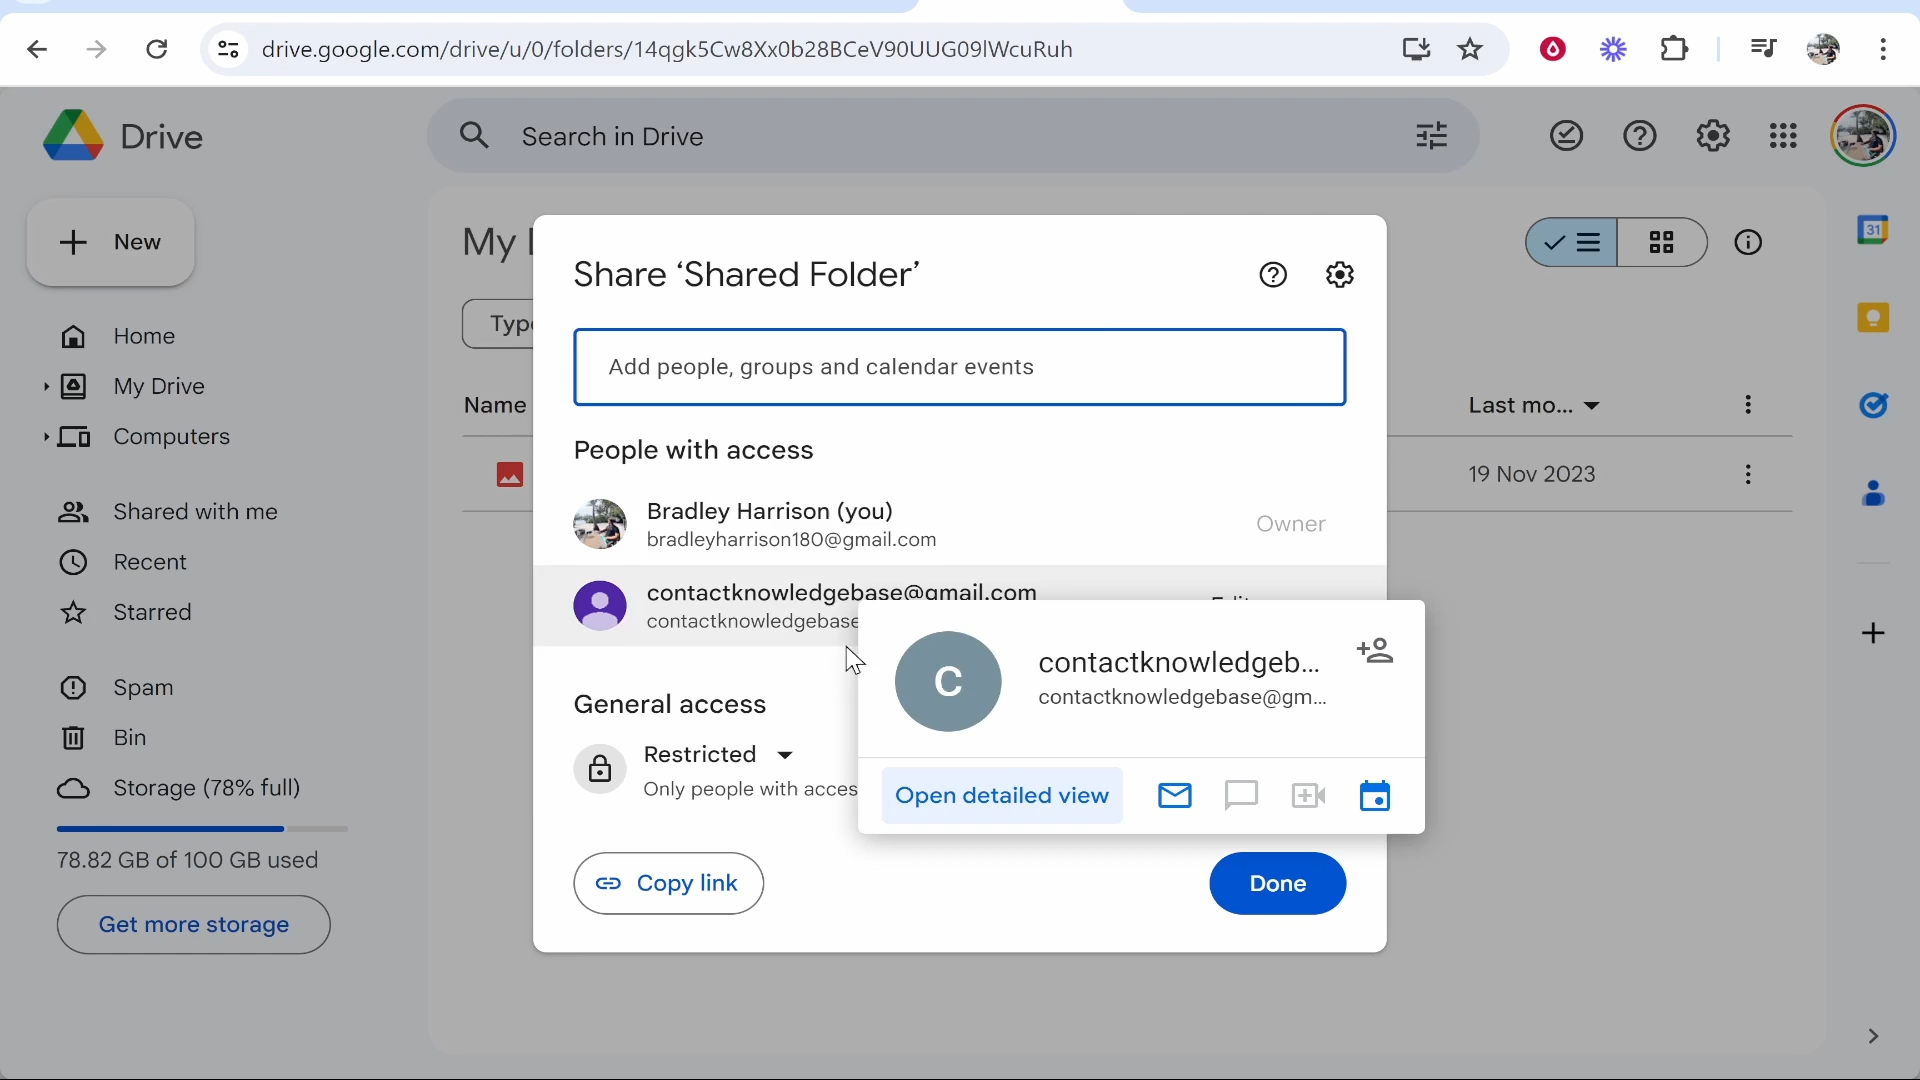 drive.google.com/drive/u/0/folders/14qgk5Cw8Xx0b28BCeV90UUG09lWcuRuh
Drive
Search in Drive
New
My
Share ‘Shared Folder’
31
Home
Add people, groups and calendar events
My Drive
Name
Last mo...
Computers
People with access
19 Nov 2023
Bradley Harrison (you)
bradleyharrison180@gmail.com
Owner
Shared with me
Recent
contactknowledgebase@gmail.com
contactknowledgebase
Starred
contactknowledgeb...
contactknowledgebase@gm...
C
Spam
General access
Bin
Restricted
Only people with acces
Storage (78% full)
Open detailed view
78.82 GB of 100 GB used
Copy link
Done
Get more storage